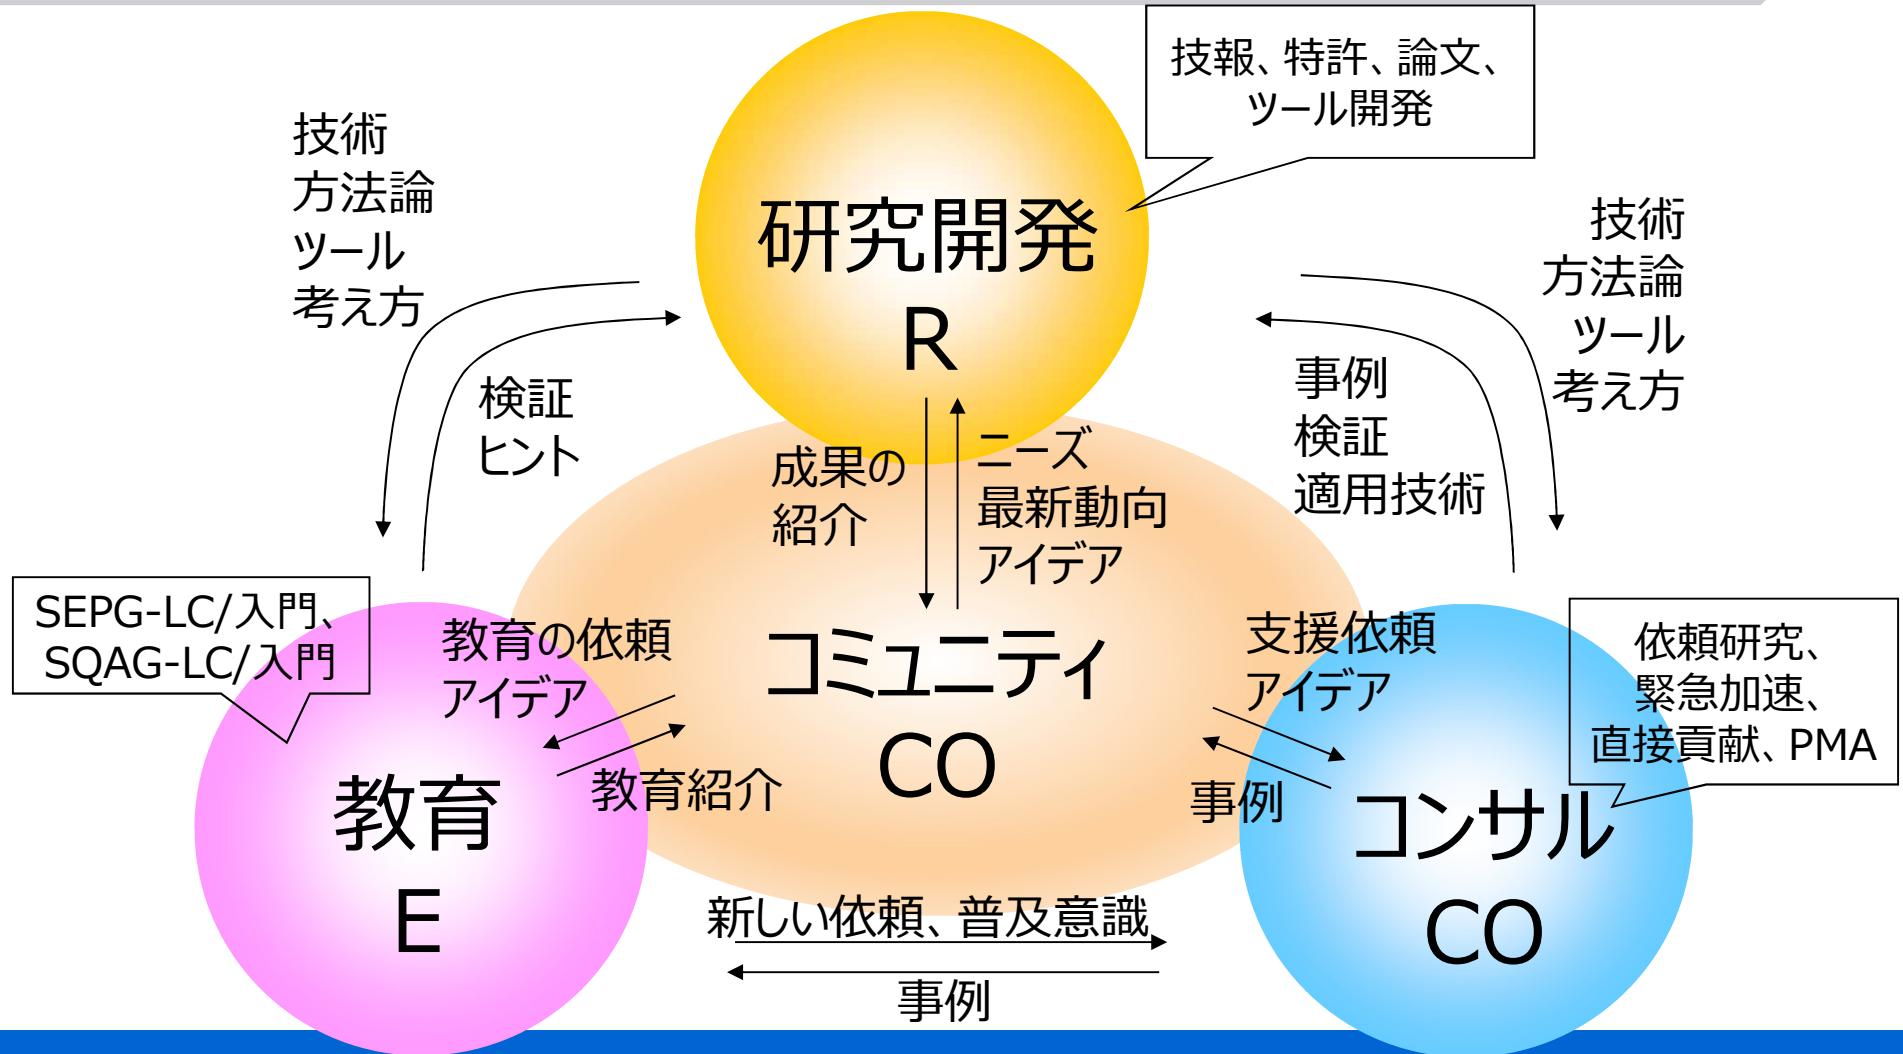 技報、特許、論文、
ツール開発
技術
方法論
ツール
考え方
研究開発
R
技術
方法論
ツール
考え方
検証
ヒント
事例
検証
適用技術
成果の
紹介
ニーズ
最新動向
アイデア
SEPG-LC/入門、
SQAG-LC/入門
教育の依頼
アイデア
コミュニティ
CO
支援依頼
アイデア
依頼研究、
緊急加速、
直接貢献、PMA
教育紹介
事例
教育
E
コンサル
CO
新しい依頼、普及意識
事例